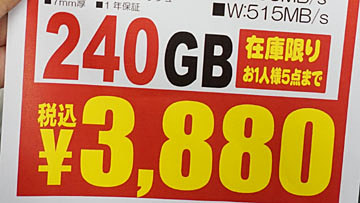 7mm厚 ■1年保証
■W:515MB/s
240GB
在庫限り
お1人様5点まで
税込
¥3,880